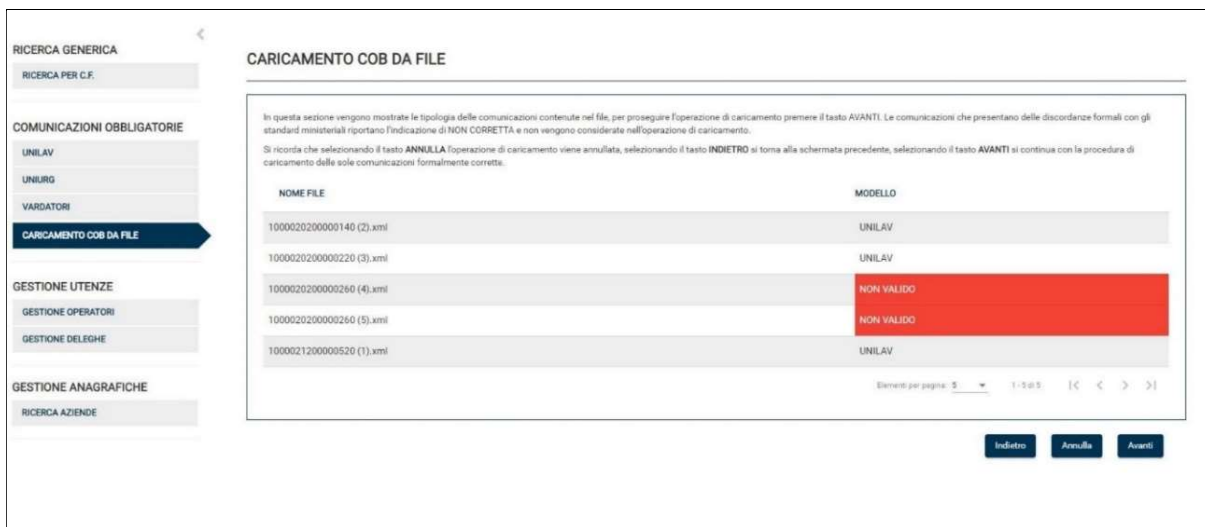 RICERCA GENERICA
RICERCA PER C.F.
COMUNICAZIONI OBBLIGATORIE
UNILAV
UNIURG
VARDATORI
CARICAMENTO COB DA FILE
GESTIONE UTENZE
GESTIONE OPERATORI
GESTIONE DELEGHE
GESTIONE ANAGRAFICHE
RICERCA AZIENDE
CARICAMENTO COB DA FILE
In questa sezione vengono mostrate le tipologia delle comunicazioni contenute nel file, per proseguire l'operazione di caricamento premere il tasto AVANTI. Le comunicazioni che presentano delle discordanze formali con gli
standard ministeriali riportano l'indicazione di NON CORRETTA e non vengono considerate nell'operazione di caricamento.
Si ricorda che selezionando il tasto ANNULLA l'operazione di caricamento viene annullata, selezionando il tasto INDIETRO si torna alla schermata precedente, selezionando il tasto AVANTI si continua con la procedura di
caricamento delle sole comunicazioni formalmente corrette.
NOME FILE MODELLO
1000020200000140 (2).xml UNILAV
1000020200000220 (3).xml UNILAV
1000020200000260 (4).xml NON VALIDO
1000020200000260 (5).xml NON VALIDO
1000021200000520 (1).xml UNILAV
Elementi per pagina: 5 1 - 5 di 5
Indietro Annulla Avanti